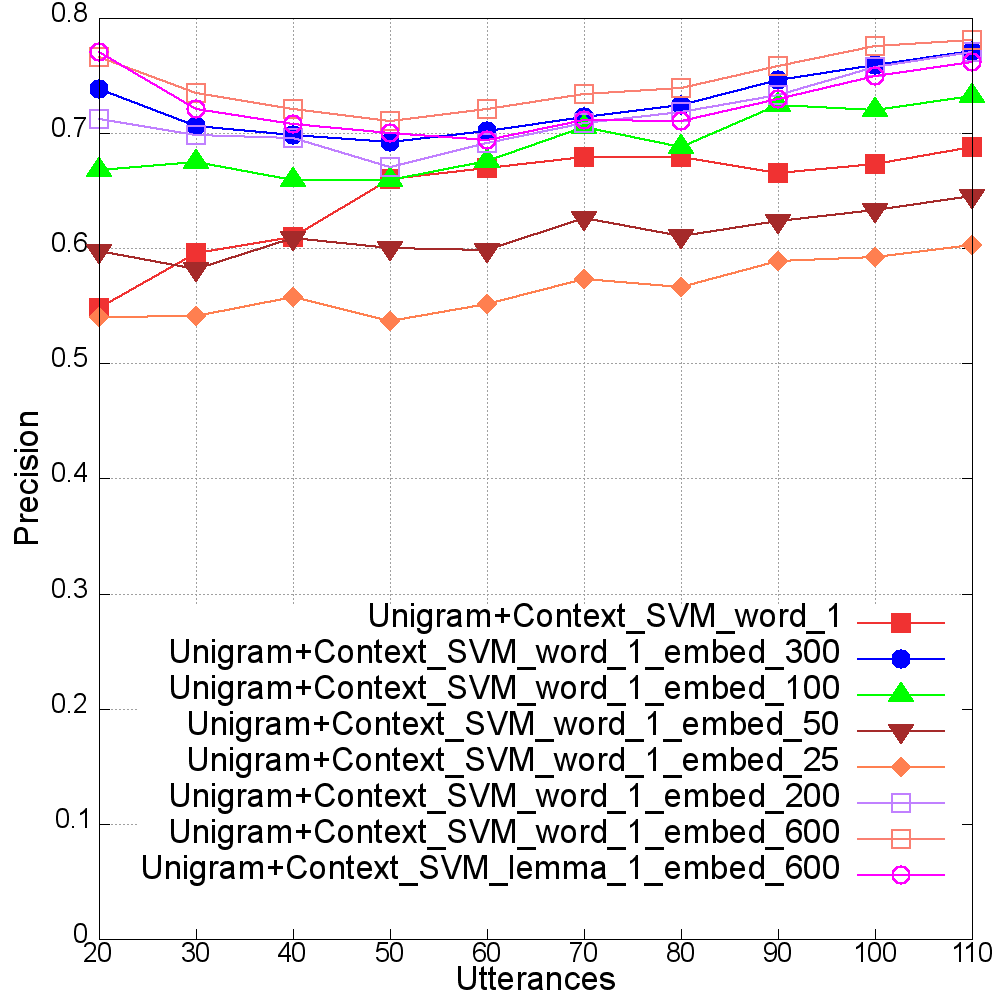 0.8
0.7
0.6
0.5
0.4
0.3
0.2
0.1
0
Precision
Unigram+Context_SVM_word_1
Unigram+Context_SVM_word_1_embed_300
Unigram+Context_SVM_word_1_embed_100
Unigram+Context_SVM_word_1_embed_50
Unigram+Context_SVM_word_1_embed_25
Unigram+Context_SVM_word_1_embed_200
Unigram+Context_SVM_word_1_embed_600
Unigram+Context_SVM_lemma_1_embed_600
20 30 40 50 60 70 80 90 100 110
Utterances